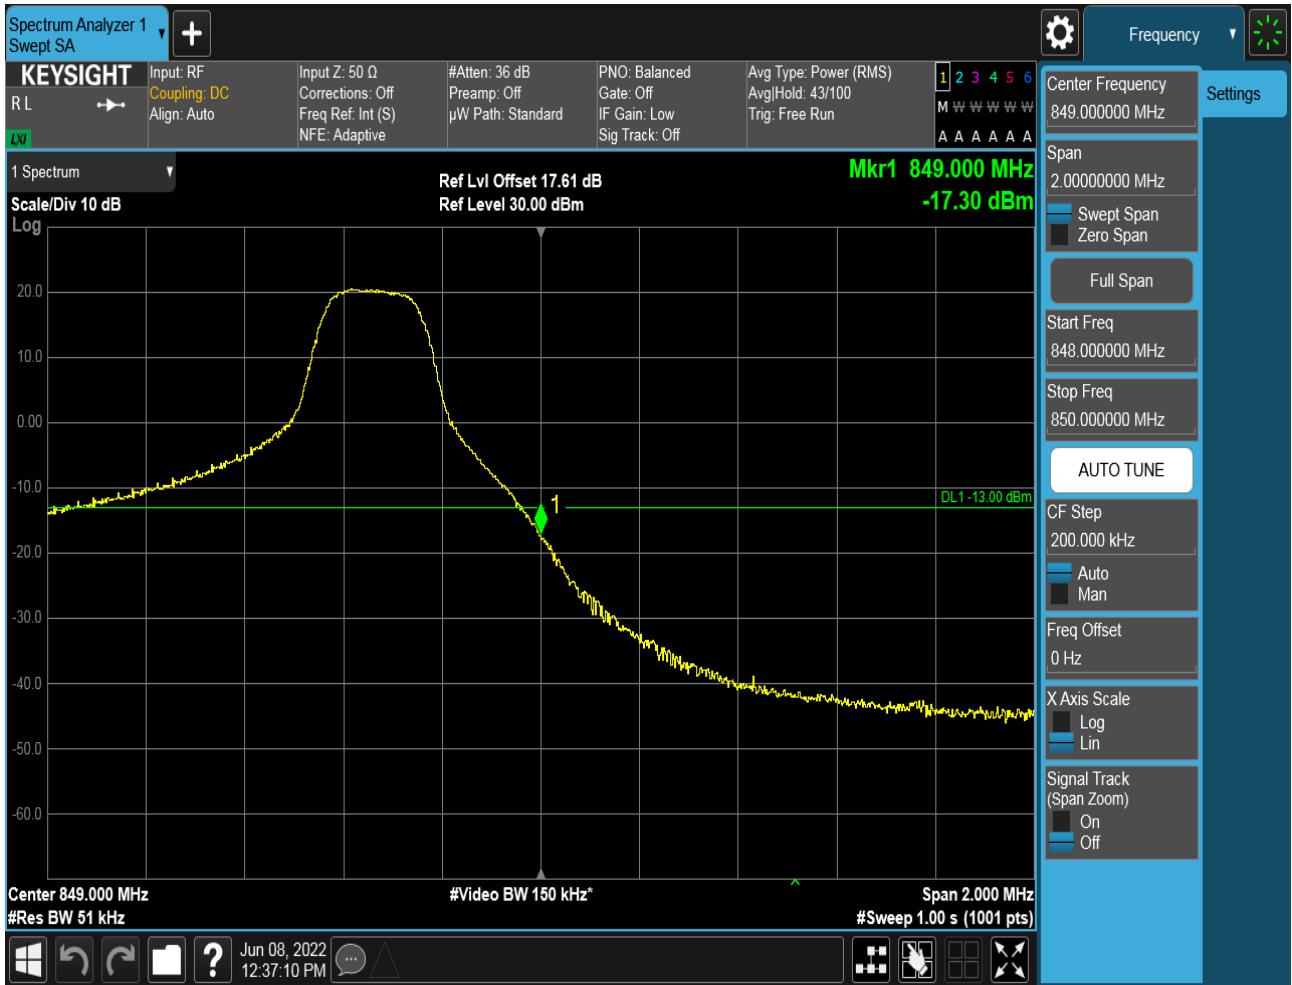 Spectrum Analyzer 1
Swept SA
Frequency
KEYSIGHT
R L
LXI
Input: RF
Coupling: DC
Align: Auto
Input Z: 50 Ω
Corrections: Off
Freq Ref: Int (S)
NFE: Adaptive
#Atten: 36 dB
Preamp: Off
µW Path: Standard
PNO: Balanced
Gate: Off
IF Gain: Low
Sig Track: Off
Avg Type: Power (RMS)
Avg|Hold: 43/100
Trig: Free Run
1 2 3 4 5 6
M W W W W W
A A A A A A
1 Spectrum
Scale/Div 10 dB
Log
Ref Lvl Offset 17.61 dB
Ref Level 30.00 dBm
Mkr1 849.000 MHz
-17.30 dBm
20.0
10.0
0.00
-10.0
-20.0
-30.0
-40.0
-50.0
-60.0
1
DL1 -13.00 dBm
Center 849.000 MHz
#Res BW 51 kHz
#Video BW 150 kHz*
Span 2.000 MHz
#Sweep 1.00 s (1001 pts)
Jun 08, 2022
12:37:10 PM
?
Center Frequency
849.000000 MHz
Settings
Span
2.00000000 MHz
Swept Span
Zero Span
Full Span
Start Freq
848.000000 MHz
Stop Freq
850.000000 MHz
AUTO TUNE
CF Step
200.000 kHz
Auto
Man
Freq Offset
0 Hz
X Axis Scale
Log
Lin
Signal Track
(Span Zoom)
On
Off